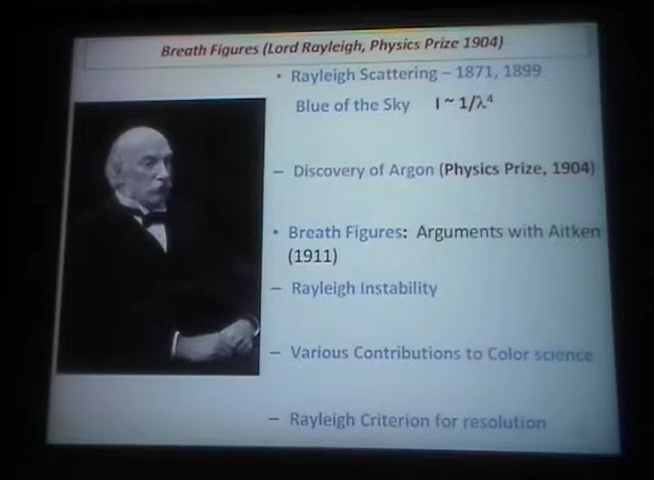 Breath Figures (Lord Rayleigh, Physics Prize 1904)
• Rayleigh Scattering – 1871, 1899
Blue of the Sky I ~ 1/λ⁴
– Discovery of Argon (Physics Prize, 1904)
• Breath Figures: Arguments with Aitken
(1911)
– Rayleigh Instability
– Various Contributions to Color science
– Rayleigh Criterion for resolution